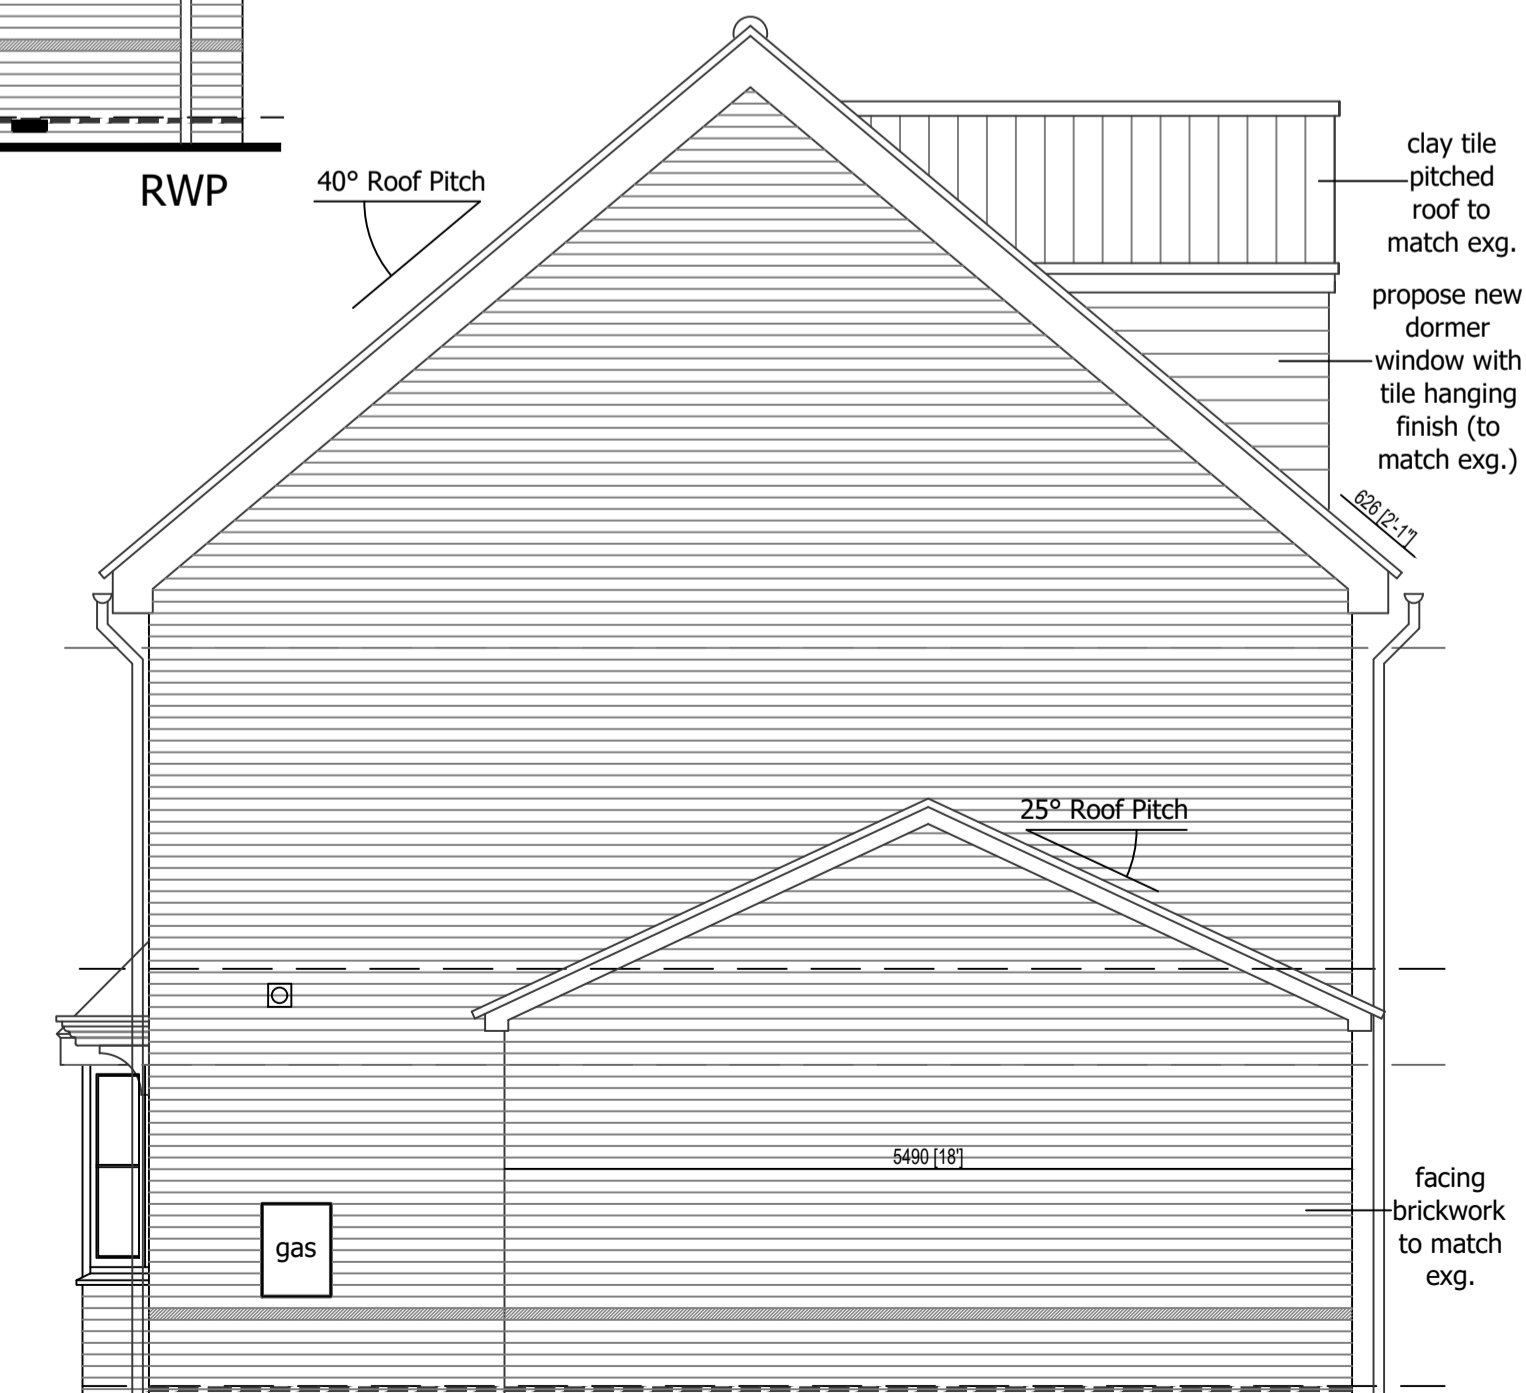 RWP
40° Roof Pitch
clay tile
pitched
roof to
match exg.
propose new
dormer
window with
tile hanging
finish (to
match exg.)
626 [2'-1"]
25° Roof Pitch
5490 [18']
gas
facing
brickwork
to match
exg.